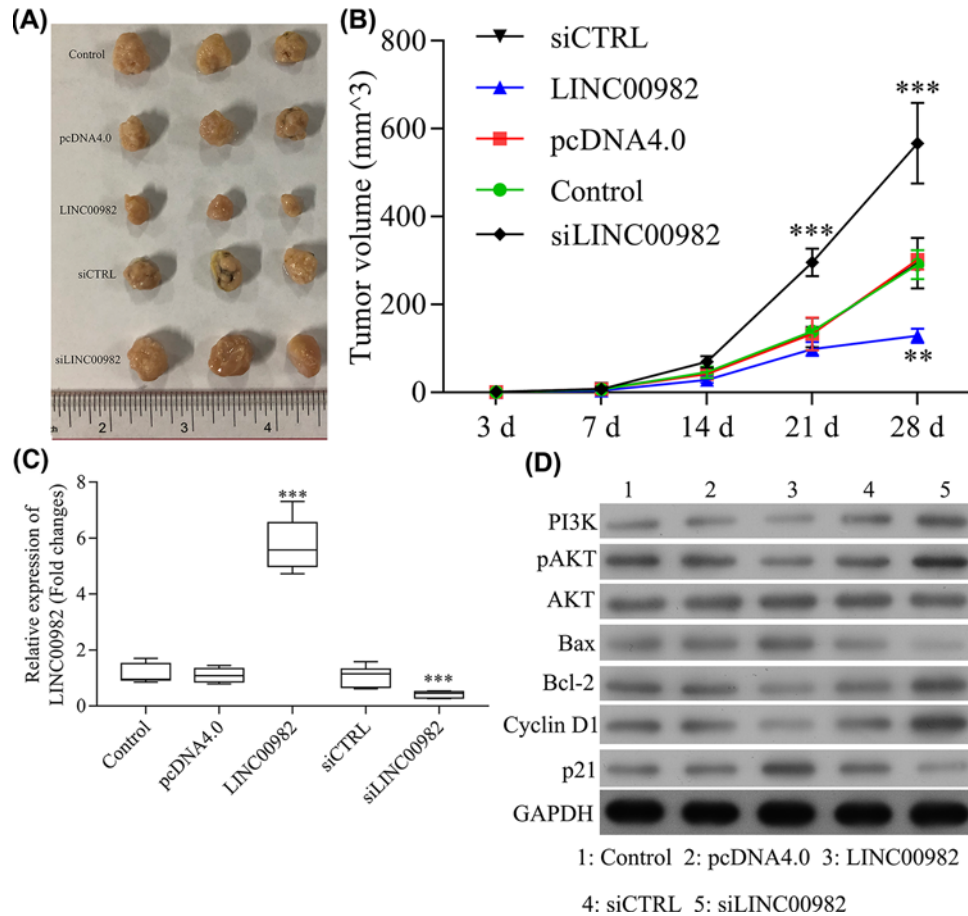 (A)
Control
pcDNA4.0
LINC00982
siCTRL
siLINC00982
2 3 4
(B)
Tumor volume (mm^3)
800
600
400
200
0
siCTRL
LINC00982
pcDNA4.0
Control
siLINC00982
***
***
**
3 d 7 d 14 d 21 d 28 d
(C)
Relative expression of
LINC00982 (Fold changes)
8
6
4
2
0
***
***
Control
pcDNA4.0
LINC00982
siCTRL
siLINC00982
(D)
1 2 3 4 5
PI3K
pAKT
AKT
Bax
Bcl-2
Cyclin D1
p21
GAPDH
1: Control 2: pcDNA4.0 3: LINC00982
4: siCTRL 5: siLINC00982